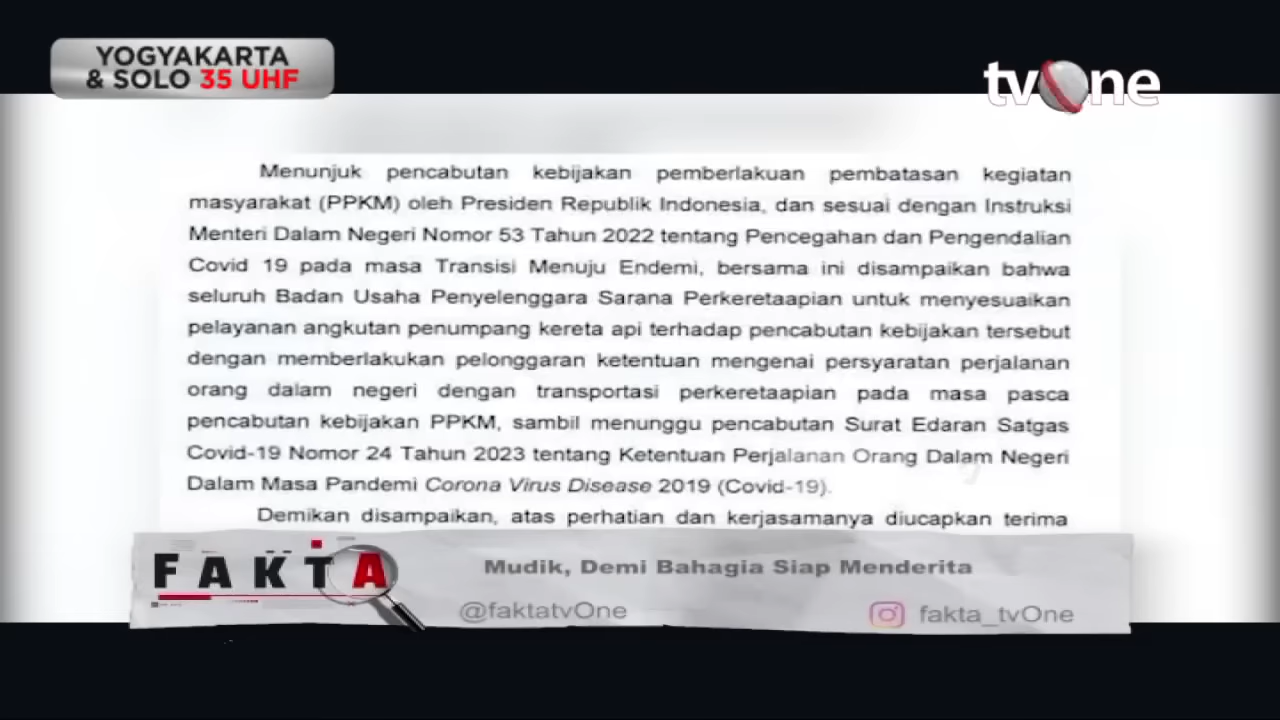 YOGYAKARTA
& SOLO 35 UHF
tvOne
Menunjuk pencabutan kebijakan pemberlakuan pembatasan kegiatan
masyarakat (PPKM) oleh Presiden Republik Indonesia, dan sesuai dengan Instruksi
Menteri Dalam Negeri Nomor 53 Tahun 2022 tentang Pencegahan dan Pengendalian
Covid 19 pada masa Transisi Menuju Endemi, bersama ini disampaikan bahwa
seluruh Badan Usaha Penyelenggara Sarana Perkeretaapian untuk menyesuaikan
pelayanan angkutan penumpang kereta api terhadap pencabutan kebijakan tersebut
dengan memberlakukan pelonggaran ketentuan mengenai persyaratan perjalanan
orang dalam negeri dengan transportasi perkeretaapian pada masa pasca
pencabutan kebijakan PPKM, sambil menunggu pencabutan Surat Edaran Satgas
Covid-19 Nomor 24 Tahun 2023 tentang Ketentuan Perjalanan Orang Dalam Negeri
Dalam Masa Pandemi Corona Virus Disease 2019 (Covid-19).
Demikan disampaikan, atas perhatian dan kerjasamanya diucapkan terima
FAKTA
Mudik, Demi Bahagia Siap Menderita
@faktatvOne
fakta_tvOne